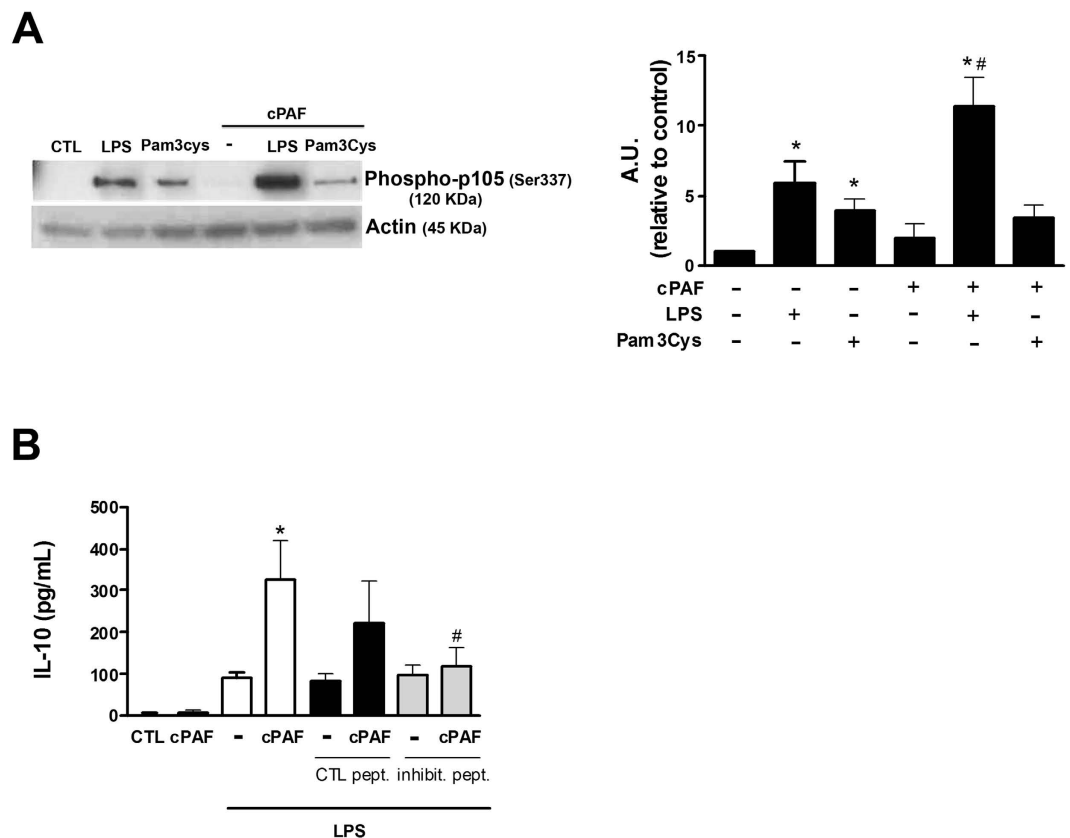 A
cPAF
CTL LPS Pam3cys - LPS Pam3Cys
Phospho-p105 (Ser337)
(120 KDa)
Actin (45 KDa)
A.U.
(relative to control)
15
10
5
0
*
*
* #
cPAF - - - + + +
LPS - + - - + -
Pam3Cys - - + - - +
B
IL-10 (pg/mL)
500
400
300
200
100
0
*
#
CTL cPAF - cPAF - cPAF - cPAF
CTL pept. inhibit. pept.
LPS